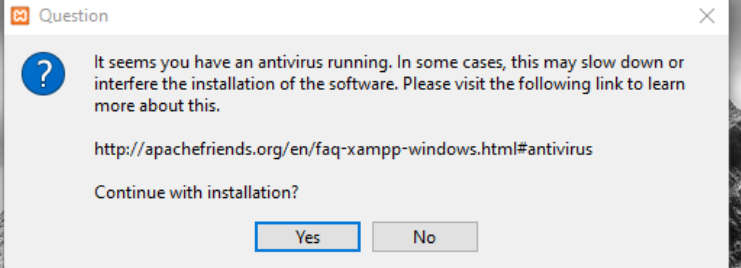 Question
It seems you have an antivirus running. In some cases, this may slow down or
interfere the installation of the software. Please visit the following link to learn
more about this.
http://apachefriends.org/en/faq-xampp-windows.html#antivirus
Continue with installation?
Yes No